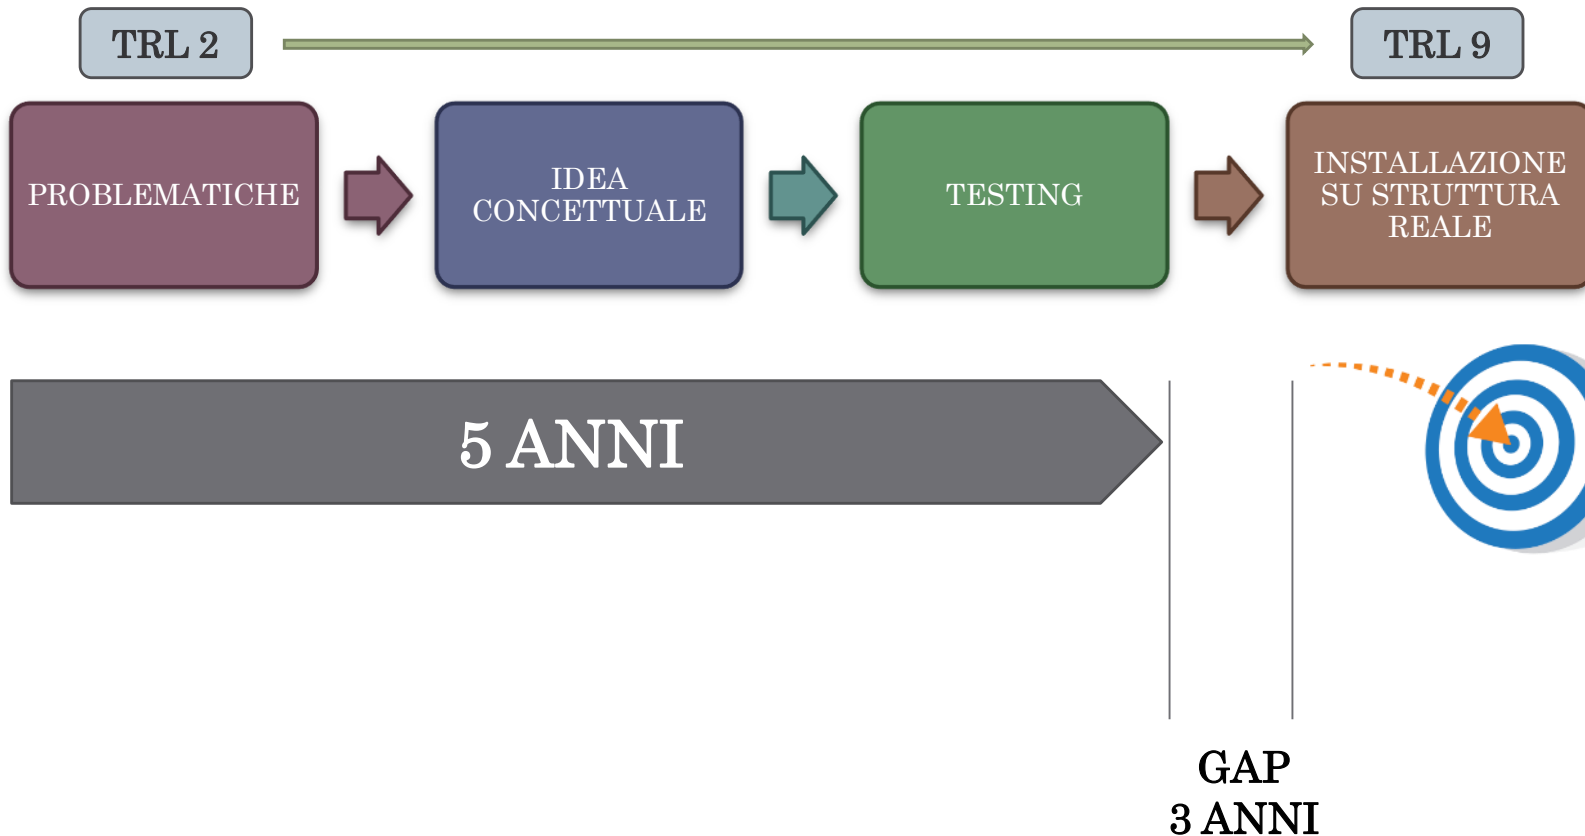 TRL 2
TRL 9
PROBLEMATICHE
IDEA
CONCETTUALE
TESTING
INSTALLAZIONE
SU STRUTTURA
REALE
5 ANNI
GAP
3 ANNI